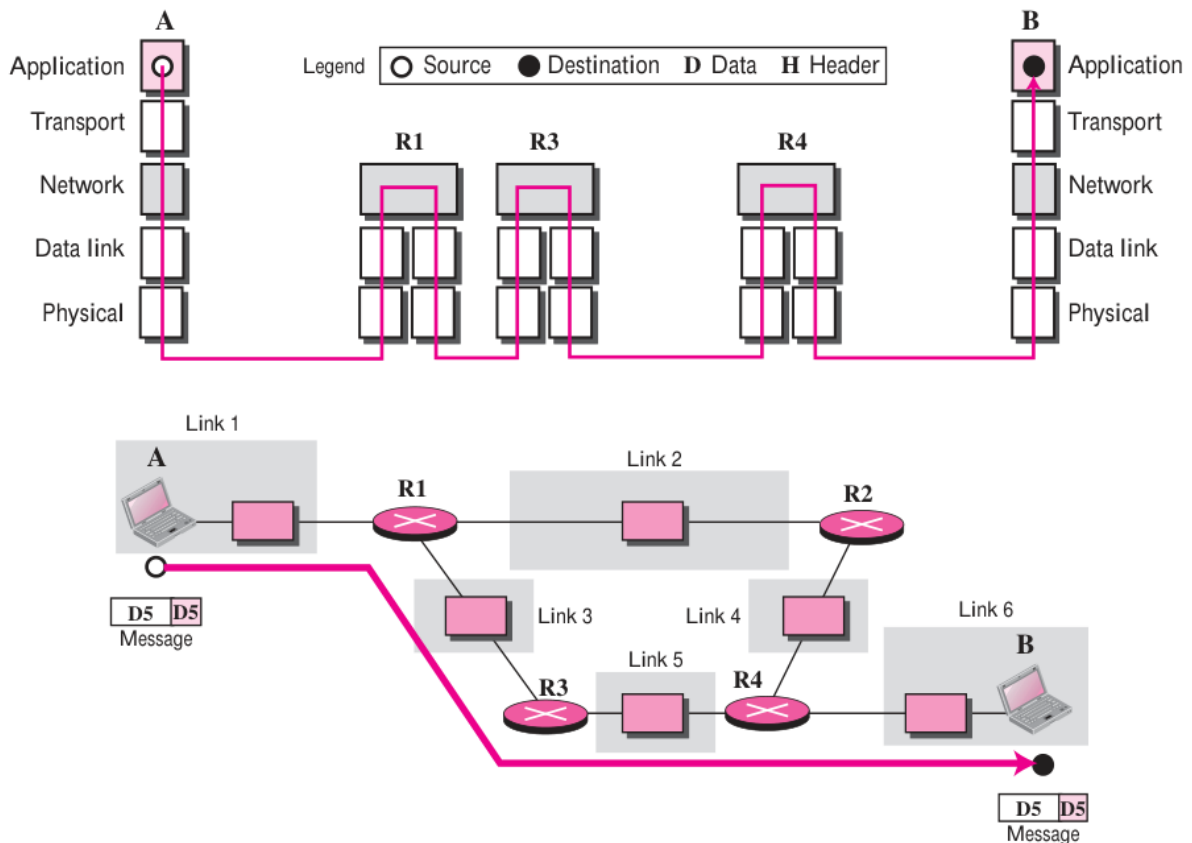 A
B
Legend Source Destination D Data H Header
Application
Application
Transport
Transport
R1 R3 R4
Network
Network
Data link
Data link
Physical
Physical
Link 1
A
Link 2
R1
R2
D5 D5
Message
Link 3
Link 4
Link 6
B
Link 5
R3
R4
D5 D5
Message